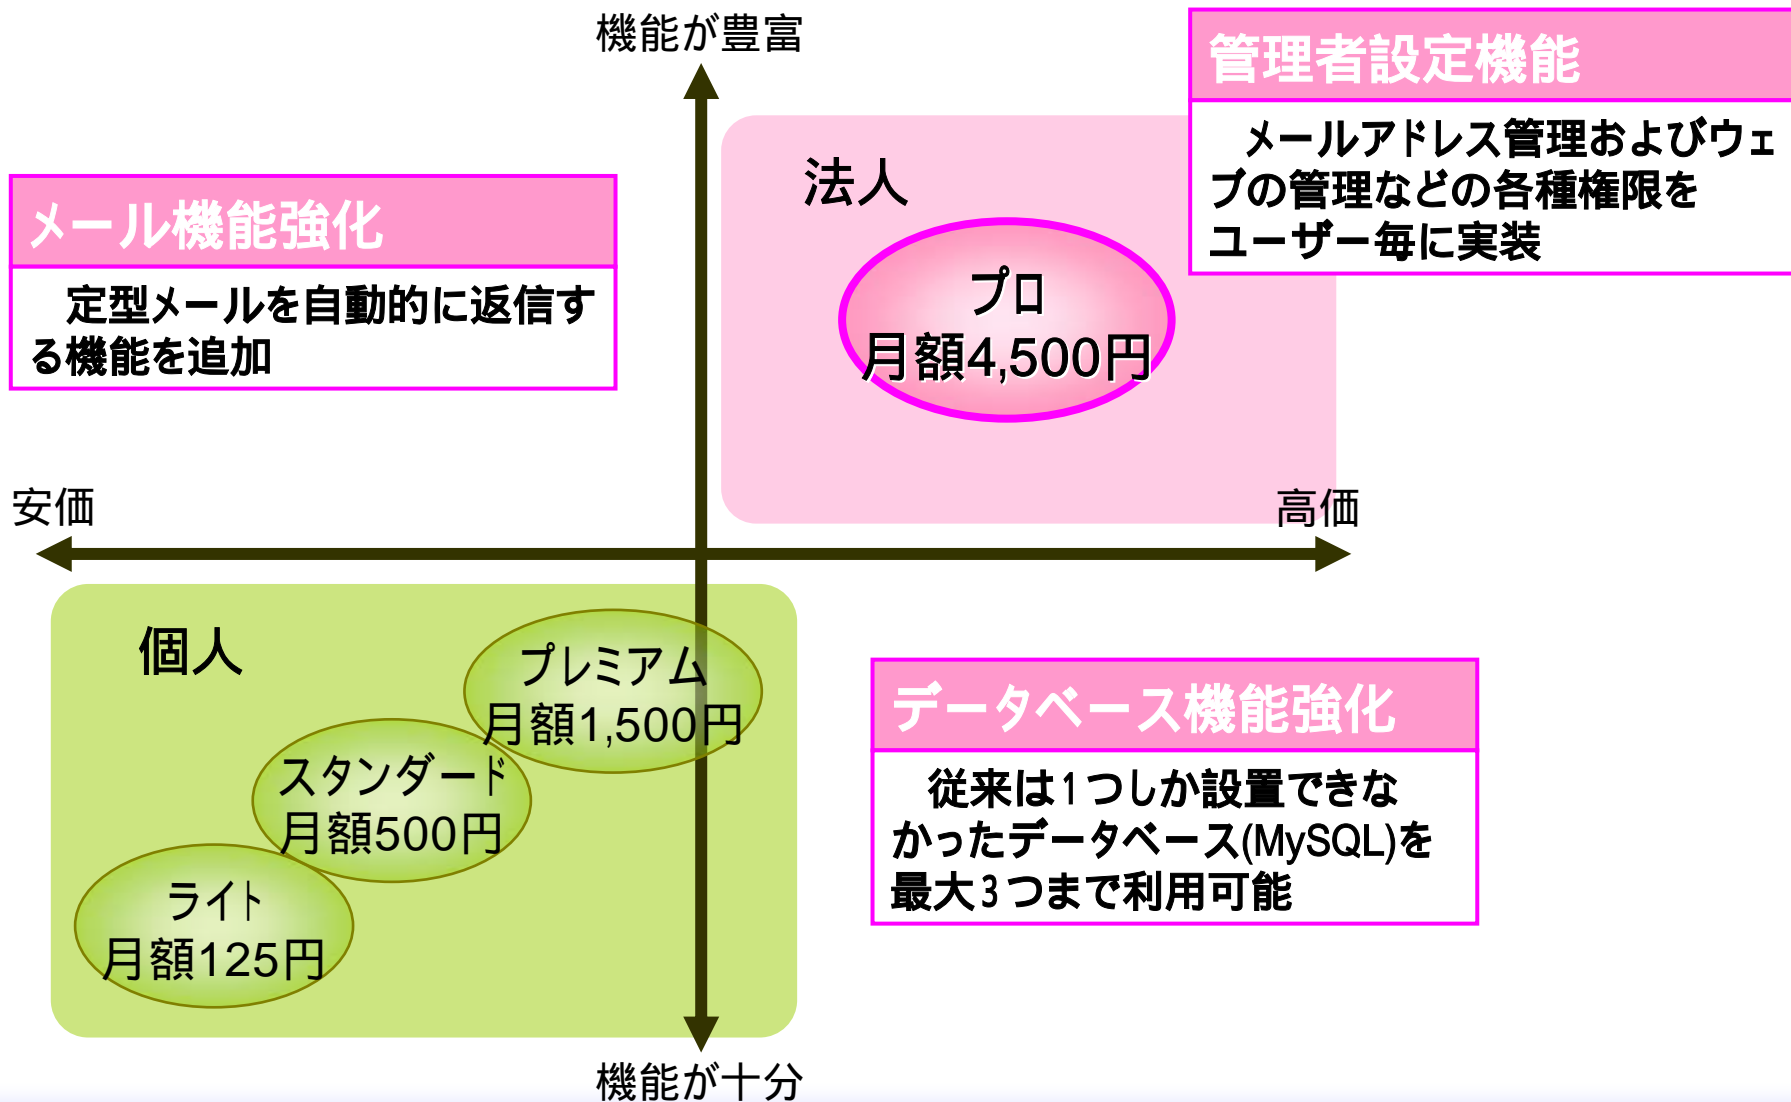 機能が豊富
管理者設定機能
メールアドレス管理およびウェ
ブの管理などの各種権限を
ユーザー毎に実装
法人
プロ
月額4,500円
メール機能強化
定型メールを自動的に返信す
る機能を追加
安価
高価
個人
プレミアム
月額1,500円
スタンダード
月額500円
ライト
月額125円
データベース機能強化
従来は1つしか設置できな
かったデータベース(MySQL)を
最大3つまで利用可能
機能が十分